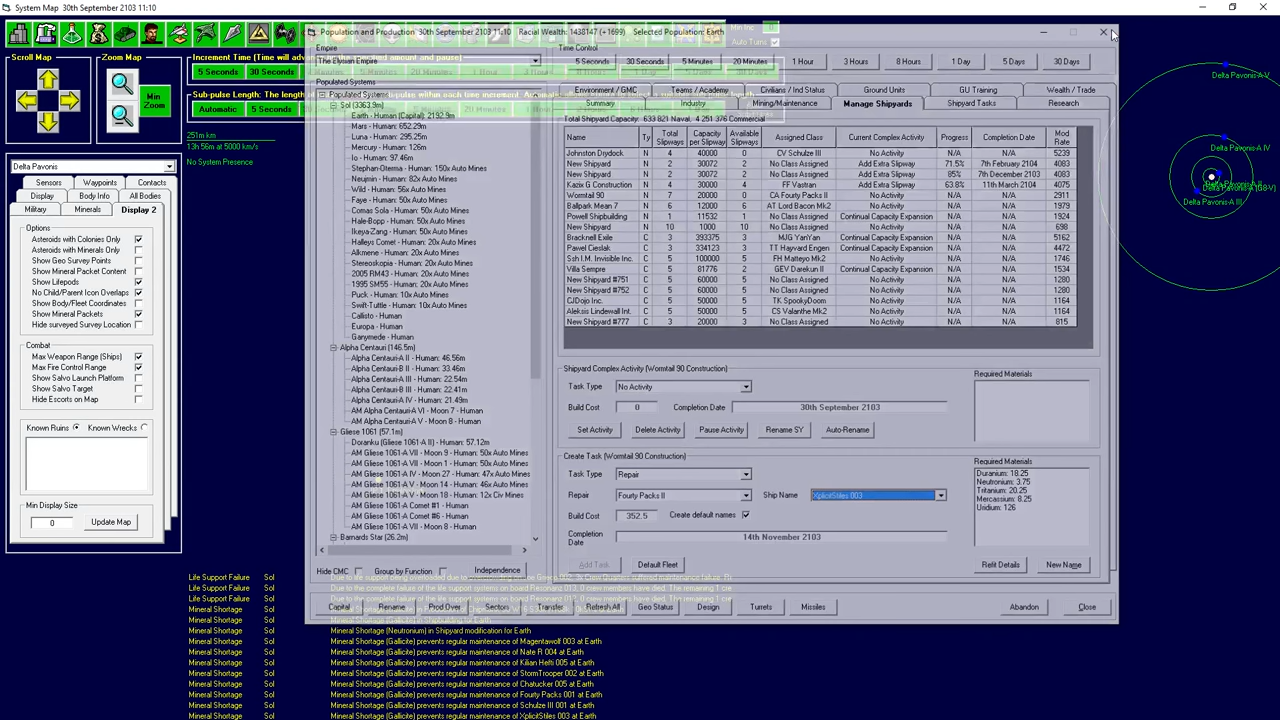 System Map  30th September 2103 11:10
Population and Production  30th September 2103 11:10  Racial Wealth: 1438147 (+1699)  Selected Population: Earth
Scroll Map
Zoom Map
Min Zoom
Increment Time
5 Seconds
30 Seconds
Sub-pulse Length: The length of
Automatic
5 Seconds
251m km
13h 56m at 5000 km/s
No System Presence
Delta Pavonis
Sensors
Waypoints
Contacts
Display
Body Info
All Bodies
Military
Minerals
Display 2
Options
Asteroids with Colonies Only
Asteroids with Minerals Only
Show Geo Survey Points
Show Mineral Packet Content
Show Lifepods
No Child/Parent Icon Overlaps
Show Body/Fleet Coordinates
Show Mineral Packets
Hide surveyed Survey Location
Combat
Max Weapon Range (Ships)
Max Fire Control Range
Show Salvo Launch Platform
Show Salvo Target
Hide Escorts on Map
Known Ruins
Known Wrecks
Min Display Size
0
Update Map
Empire
The Elysian Empire
Populated Systems
Populated Systems
Sol (3363.9m)
Earth - Human (Capital): 2192.9m
Mars - Human: 652.29m
Luna - Human: 295.25m
Mercury - Human: 126m
Io - Human: 97.46m
Stephan-Oterma - Human: 150x Auto Mines
Neujmin - Human: 82x Auto Mines
Wild - Human: 56x Auto Mines
Faye - Human: 50x Auto Mines
Comas Sola - Human: 50x Auto Mines
Hale-Bopp - Human: 50x Auto Mines
Ikeya-Zang - Human: 50x Auto Mines
Halleys Comet - Human: 20x Auto Mines
Alkmene - Human: 20x Auto Mines
Stereoskopia - Human: 20x Auto Mines
2005 RM43 - Human: 20x Auto Mines
1995 SM55 - Human: 20x Auto Mines
Puck - Human: 10x Auto Mines
Swift-Tuttle - Human: 10x Auto Mines
Callisto - Human
Europa - Human
Ganymede - Human
Alpha Centauri (146.5m)
Alpha Centauri-A II - Human: 46.56m
Alpha Centauri-B II - Human: 33.46m
Alpha Centauri-A III - Human: 22.54m
Alpha Centauri-B III - Human: 22.41m
Alpha Centauri-A IV - Human: 21.49m
AM Alpha Centauri-A VI - Moon 7 - Human
AM Alpha Centauri-A V - Moon 8 - Human
Gliese 1061 (57.1m)
Doranku (Gliese 1061-A II) - Human: 57.12m
AM Gliese 1061-A VII - Moon 9 - Human: 50x Auto Mines
AM Gliese 1061-A VII - Moon 1 - Human: 50x Auto Mines
AM Gliese 1061-A IV - Moon 27 - Human: 47x Auto Mines
AM Gliese 1061-A V - Moon 14 - Human: 46x Auto Mines
AM Gliese 1061-A V - Moon 18 - Human: 12x Civ Mines
AM Gliese 1061-A Comet #1 - Human
AM Gliese 1061-A Comet #6 - Human
AM Gliese 1061-A VII - Moon 8 - Human
Barnards Star (26.2m)
Hide CMC
Group by Function
Independence
Time Control
5 Seconds
30 Seconds
5 Minutes
20 Minutes
1 Hour
3 Hours
8 Hours
1 Day
5 Days
30 Days
Environment / GMC
Teams / Academy
Civilians / Ind Status
Ground Units
GU Training
Wealth / Trade
Summary
Industry
Mining/Maintenance
Manage Shipyards
Shipyard Tasks
Research
Total Shipyard Capacity: 633 821 Naval, 4 251 376 Commercial
Name | Ty | Total Slipways | Capacity per Slipway | Available Slipways | Assigned Class | Current Complex Activity | Progress | Completion Date | Mod Rate
Johnston Drydock | N | 4 | 40000 | 0 | CV Schulze III | No Activity | N/A | N/A | 5239
New Shipyard | N | 2 | 30072 | 2 | No Class Assigned | Add Extra Slipway | 71.5% | 7th February 2104 | 4083
New Shipyard | N | 2 | 30072 | 2 | No Class Assigned | Add Extra Slipway | 85% | 7th December 2103 | 4083
Kazix G Construction | N | 4 | 30000 | 4 | FF Vastran | Add Extra Slipway | 63.8% | 11th March 2104 | 4075
Wormtail 90 | N | 7 | 20000 | 0 | CA Fourty Packs II | No Activity | N/A | N/A | 2911
Ballpark Mean 7 | N | 6 | 12000 | 6 | AT Lord Bacon Mk2 | No Activity | N/A | N/A | 2067
Powell Shipbuilding | N | 1 | 11532 | 1 | No Class Assigned | Continual Capacity Expansion | N/A | N/A | 1924
New Shipyard | N | 10 | 1000 | 0 | No Class Assigned | No Activity | N/A | N/A | 698
Bracknell Exile | C | 3 | 393375 | 3 | MJG YanYan | Continual Capacity Expansion | N/A | N/A | 5162
Pawel Cieslak | C | 3 | 334123 | 3 | TT Hayvard Engen | Continual Capacity Expansion | N/A | N/A | 4472
Ssh I.M. Invisible Inc. | C | 5 | 100000 | 5 | FH Matteyo Mk2 | No Activity | N/A | N/A | 1746
Villa Sempre | C | 5 | 81776 | 2 | GEV Darekun II | Continual Capacity Expansion | N/A | N/A | 1534
New Shipyard #751 | C | 5 | 60000 | 5 | No Class Assigned | No Activity | N/A | N/A | 1280
New Shipyard #752 | C | 5 | 60000 | 5 | No Class Assigned | No Activity | N/A | N/A | 1280
CJDojo Inc. | C | 3 | 50000 | 3 | TK SpookyDoom | No Activity | N/A | N/A | 1164
Aleksis Lindewall Int. | C | 3 | 50000 | 3 | CS Valanthe Mk2 | No Activity | N/A | N/A | 1164
New Shipyard #777 | C | 3 | 20000 | 3 | No Class Assigned | No Activity | N/A | N/A | 815
Shipyard Complex Activity (Wormtail 90 Construction)
Task Type
No Activity
Build Cost
0
Completion Date
30th September 2103
Set Activity
Delete Activity
Pause Activity
Rename SY
Auto-Rename
Required Materials
Create Task (Wormtail 90 Construction)
Task Type
Repair
Repair
Fourty Packs II
Ship Name
XplicitStiles 003
Build Cost
352.5
Create default names
Completion Date
14th November 2103
Add Task
Default Fleet
Required Materials
Duranium: 18.25
Neutronium: 3.75
Tritanium: 20.25
Mercassium: 8.25
Uridium: 126
Refit Details
New Name
Capital
Rename
Prod Over
Sectors
Transfer
Refresh All
Geo Status
Design
Turrets
Missiles
Abandon
Close
Delta Pavonis-A V
Delta Pavonis-A IV
Delta Pavonis-A III
Life Support Failure Sol
Life Support Failure Sol
Life Support Failure Sol
Mineral Shortage Sol
Mineral Shortage Sol
Mineral Shortage Sol Mineral Shortage (Neutronium) in Shipyard modification for Earth
Mineral Shortage Sol Mineral Shortage (Gallicite) prevents regular maintenance of Magentawolf 003 at Earth
Mineral Shortage Sol Mineral Shortage (Gallicite) prevents regular maintenance of Nate R 004 at Earth
Mineral Shortage Sol Mineral Shortage (Gallicite) prevents regular maintenance of Kilian Hefti 005 at Earth
Mineral Shortage Sol Mineral Shortage (Gallicite) prevents regular maintenance of StormTrooper 002 at Earth
Mineral Shortage Sol Mineral Shortage (Gallicite) prevents regular maintenance of Chatucker 005 at Earth
Mineral Shortage Sol Mineral Shortage (Gallicite) prevents regular maintenance of Fourty Packs 001 at Earth
Mineral Shortage Sol Mineral Shortage (Gallicite) prevents regular maintenance of Schulze III 001 at Earth
Mineral Shortage Sol Mineral Shortage (Gallicite) prevents regular maintenance of XplicitStiles 003 at Earth